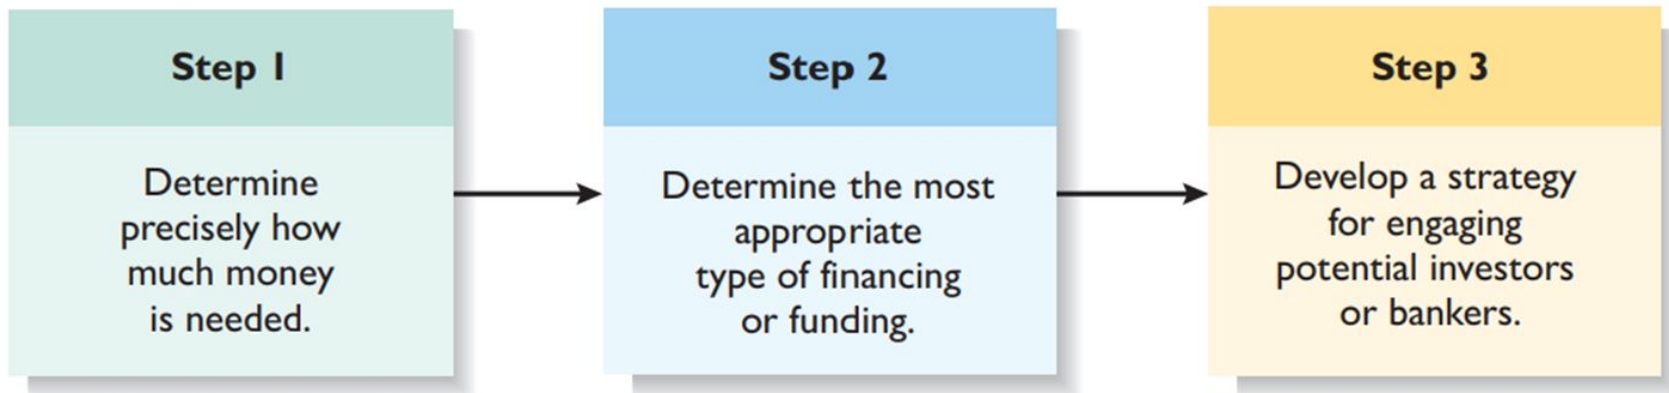 Step 1
Determine
precisely how
much money
is needed.
Step 2
Determine the most
appropriate
type of financing
or funding.
Step 3
Develop a strategy
for engaging
potential investors
or bankers.